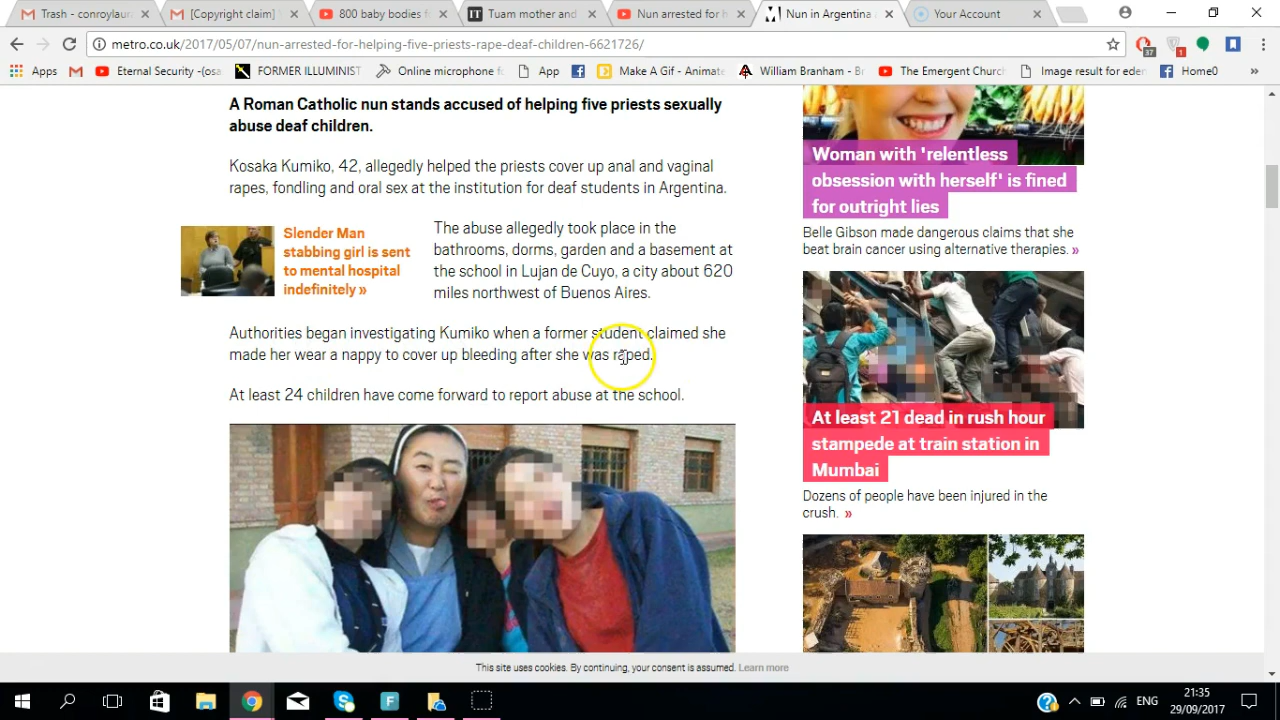 Trash - conroylaur
[Copyright claim]
800 baby bodies f
Tuam mother and
Nun arrested for h
Nun in Argentina
Your Account
metro.co.uk/2017/05/07/nun-arrested-for-helping-five-priests-rape-deaf-children-6621726/
37
1
Apps
Eternal Security -(osa
FORMER ILLUMINIST
Online microphone fo
App
Make A Gif - Animate
William Branham - Br
The Emergent Church
Image result for eden
Home0
»
A Roman Catholic nun stands accused of helping five priests sexually
abuse deaf children.
Kosaka Kumiko, 42, allegedly helped the priests cover up anal and vaginal
rapes, fondling and oral sex at the institution for deaf students in Argentina.
Slender Man
stabbing girl is sent
to mental hospital
indefinitely »
The abuse allegedly took place in the
bathrooms, dorms, garden and a basement at
the school in Lujan de Cuyo, a city about 620
miles northwest of Buenos Aires.
Authorities began investigating Kumiko when a former student claimed she
made her wear a nappy to cover up bleeding after she was raped.
At least 24 children have come forward to report abuse at the school.
Woman with 'relentless
obsession with herself' is fined
for outright lies
Belle Gibson made dangerous claims that she
beat brain cancer using alternative therapies. »
At least 21 dead in rush hour
stampede at train station in
Mumbai
Dozens of people have been injured in the
crush. »
This site uses cookies. By continuing, your consent is assumed. Learn more
ENG
21:35
29/09/2017